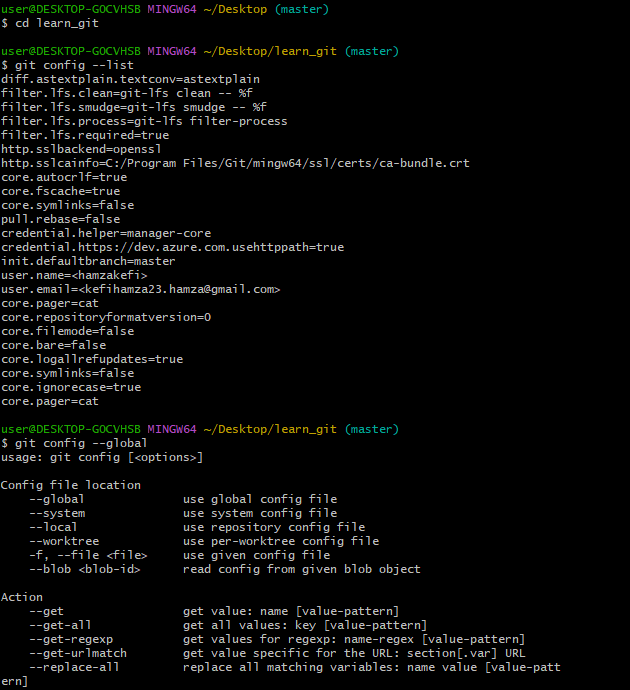 user@DESKTOP-GOCVHSB MINGW64 ~/Desktop (master)
$ cd learn_git

user@DESKTOP-GOCVHSB MINGW64 ~/Desktop/learn_git (master)
$ git config --list
diff.astextplain.textconv=astextplain
filter.lfs.clean=git-lfs clean -- %f
filter.lfs.smudge=git-lfs smudge -- %f
filter.lfs.process=git-lfs filter-process
filter.lfs.required=true
http.sslbackend=openssl
http.sslcainfo=C:/Program Files/Git/mingw64/ssl/certs/ca-bundle.crt
core.autocrlf=true
core.fscache=true
core.symlinks=false
pull.rebase=false
credential.helper=manager-core
credential.https://dev.azure.com.usehttppath=true
init.defaultbranch=master
user.name=<hamzakefi>
user.email=<kefihamza23.hamza@gmail.com>
core.pager=cat
core.repositoryformatversion=0
core.filemode=false
core.bare=false
core.logallrefupdates=true
core.symlinks=false
core.ignorecase=true
core.pager=cat

user@DESKTOP-GOCVHSB MINGW64 ~/Desktop/learn_git (master)
$ git config --global
usage: git config [<options>]

Config file location
    --global              use global config file
    --system              use system config file
    --local               use repository config file
    --worktree            use per-worktree config file
    -f, --file <file>     use given config file
    --blob <blob-id>      read config from given blob object

Action
    --get                 get value: name [value-pattern]
    --get-all             get all values: key [value-pattern]
    --get-regexp          get values for regexp: name-regex [value-pattern]
    --get-urlmatch        get value specific for the URL: section[.var] URL
    --replace-all         replace all matching variables: name value [value-patt
ern]